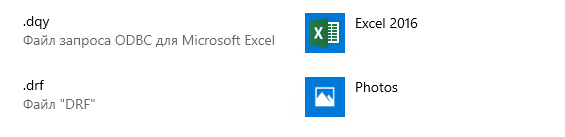 .dqy
Файл запроса ODBC для Microsoft Excel
Excel 2016
.drf
Файл "DRF"
Photos